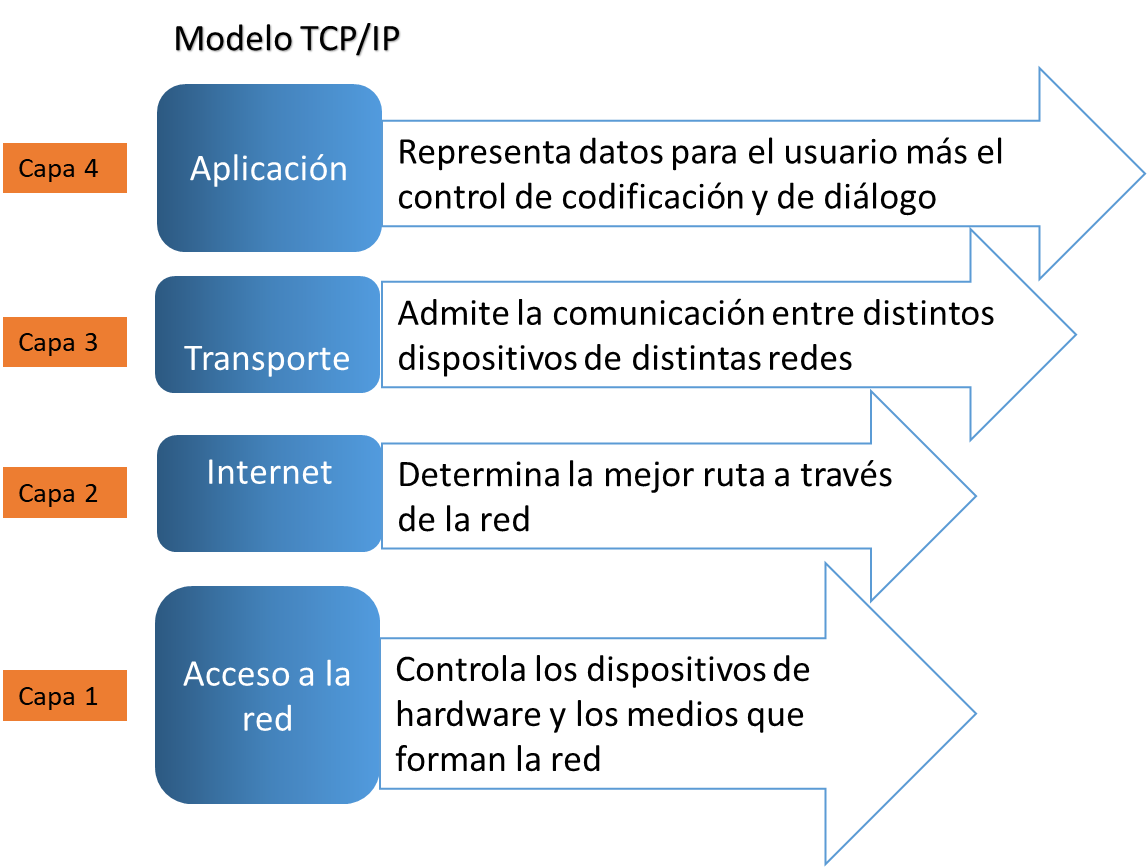 Modelo TCP/IP
Capa 4
Aplicación
Representa datos para el usuario más el
control de codificación y de diálogo
Capa 3
Transporte
Admite la comunicación entre distintos
dispositivos de distintas redes
Capa 2
Internet
Determina la mejor ruta a través
de la red
Capa 1
Acceso a la
red
Controla los dispositivos de
hardware y los medios que
forman la red